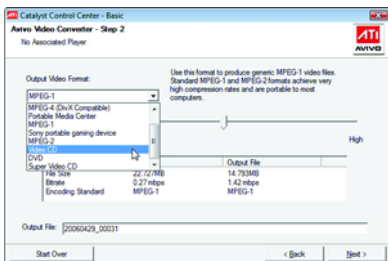 Catalyst Control Center - Basic
Avivo Video Converter - Step 2
No Associated Player
ATI
AVIVO
Output Video Format:
MPEG-1
Use this format to produce generic MPEG-1 video files.
Standard MPEG-1 and MPEG-2 formats achieve very
high compression rates and are portable to most
computers.
MPEG-4 (DivX Compatible)
Portable Media Center
MPEG-1
Sony portable gaming device
MPEG-2
Video CD
DVD
Super Video CD
High
Output File
File Size 22.727MB 14.793MB
Bitrate 0.27 mbps 1.42 mbps
Encoding Standard MPEG-1 MPEG-1
Output File: 20060429_00031
Start Over
< Back
Next >